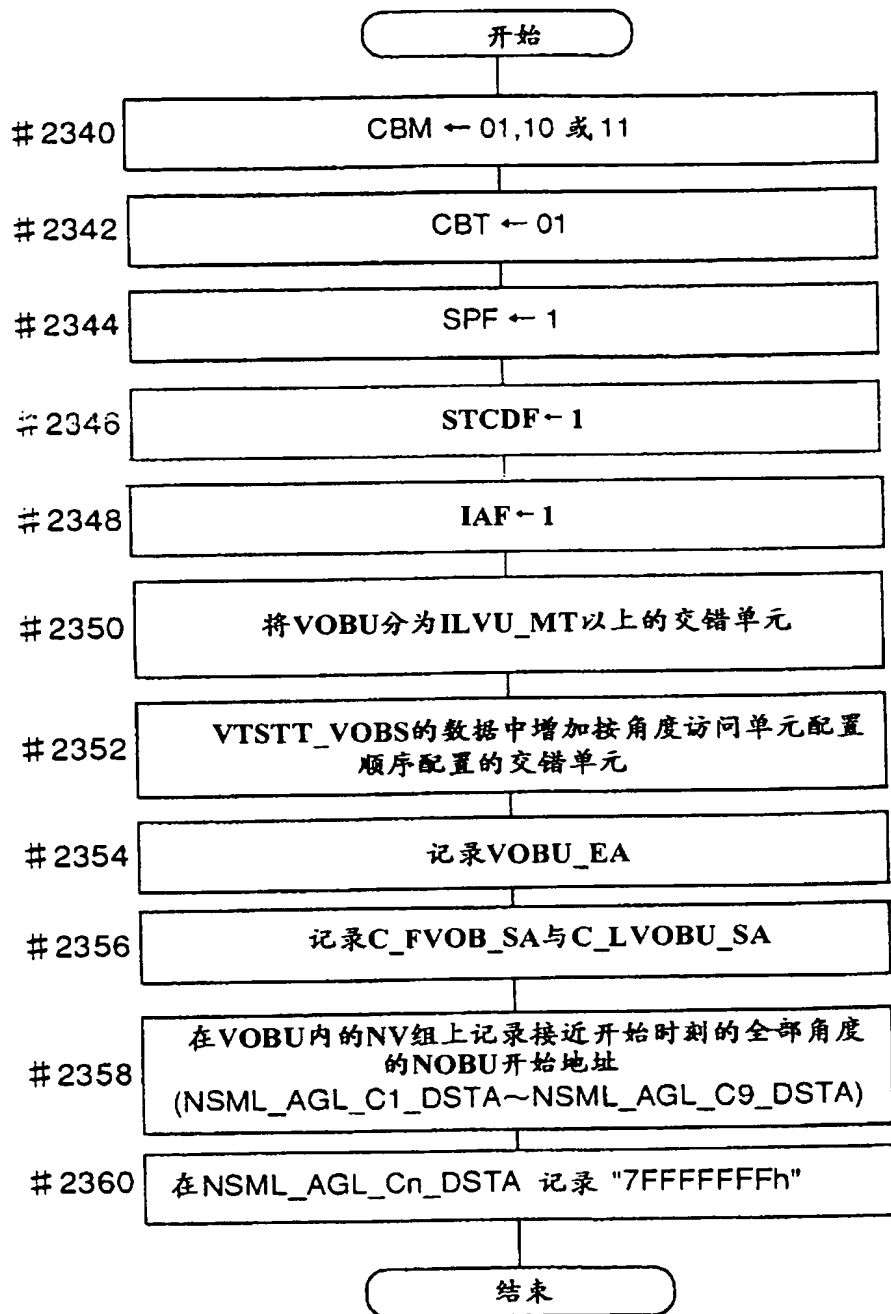 开始
#2340
CBM ← 01,10 或 11
#2342
CBT ← 01
#2344
SPF ← 1
#2346
STCDF ← 1
#2348
IAF ← 1
#2350
将VOBU分为ILVU_MT以上的交错单元
#2352
VTSTT_VOBS的数据中增加按角度访问单元配置
顺序配置的交错单元
#2354
记录VOBU_EA
#2356
记录C_FVOB_SA与C_LVOBU_SA
#2358
在VOBU内的NV组上记录接近开始时刻的全部角度
的NOBU开始地址
(NSML_AGL_C1_DSTA～NSML_AGL_C9_DSTA)
#2360
在NSML_AGL_Cn_DSTA 记录 "7FFFFFFFh"
结束